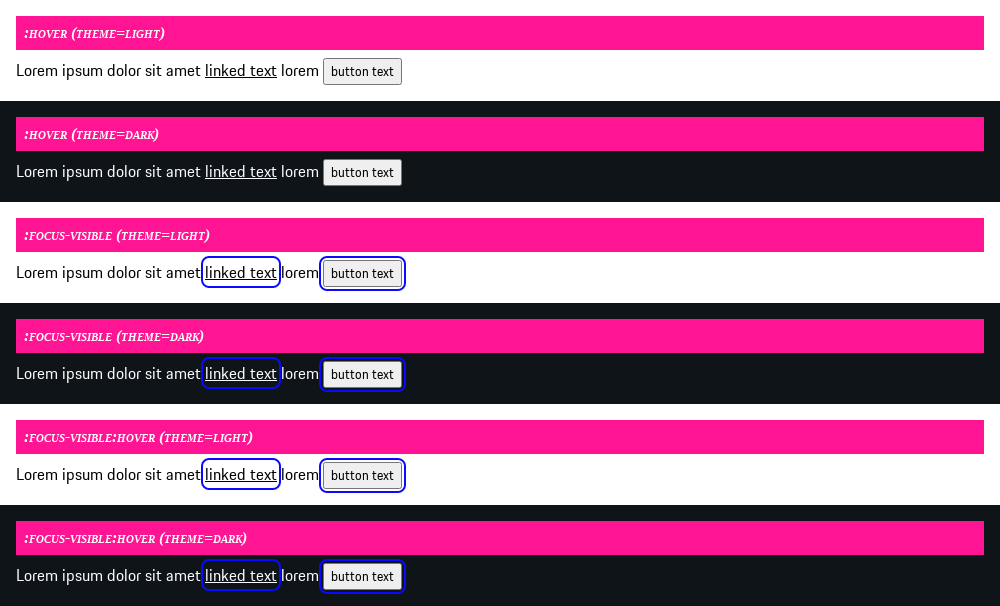 :hover (theme=light)
Lorem ipsum dolor sit amet linked text lorem button text
:hover (theme=dark)
Lorem ipsum dolor sit amet linked text lorem button text
:focus-visible (theme=light)
Lorem ipsum dolor sit amet linked text lorem button text
:focus-visible (theme=dark)
Lorem ipsum dolor sit amet linked text lorem button text
:focus-visible:hover (theme=light)
Lorem ipsum dolor sit amet linked text lorem button text
:focus-visible:hover (theme=dark)
Lorem ipsum dolor sit amet linked text lorem button text